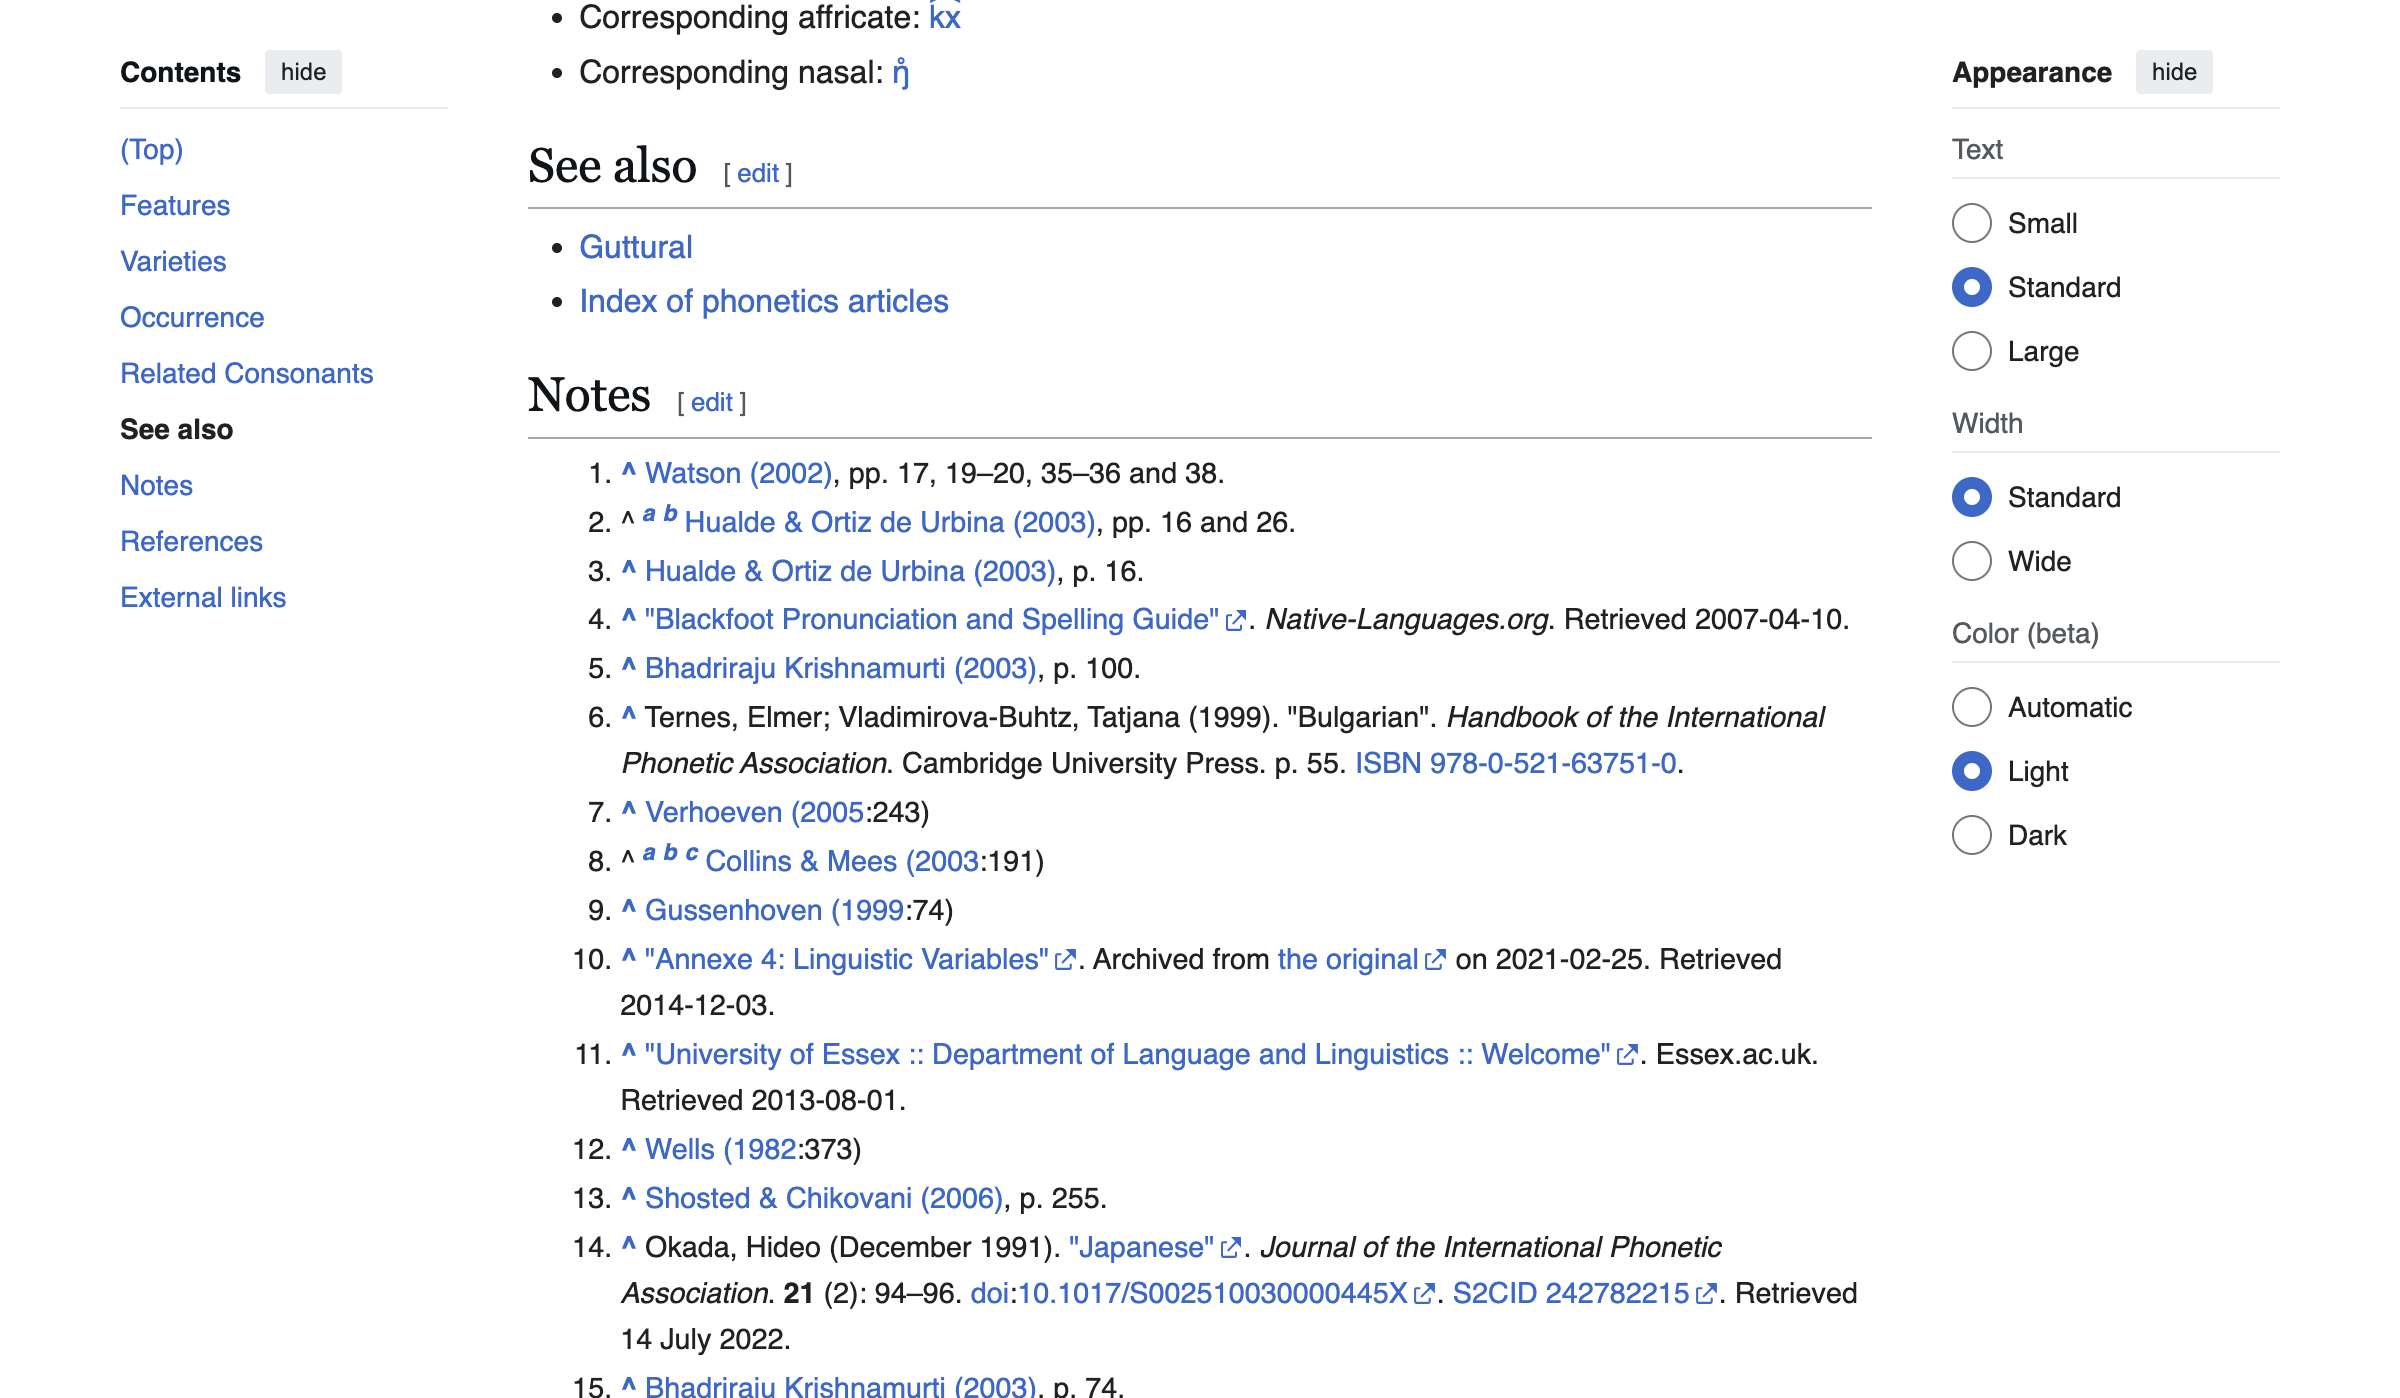 Corresponding affricate: k͡x
Contents hide
Corresponding nasal: ŋ̊
Appearance hide
(Top)
Features
Varieties
Occurrence
Related Consonants
See also
Notes
References
External links
See also [ edit ]
Guttural
Index of phonetics articles
Notes [ edit ]
1. ^ Watson (2002), pp. 17, 19–20, 35–36 and 38.
2. ^ a b Hualde & Ortiz de Urbina (2003), pp. 16 and 26.
3. ^ Hualde & Ortiz de Urbina (2003), p. 16.
4. ^ "Blackfoot Pronunciation and Spelling Guide". Native-Languages.org. Retrieved 2007-04-10.
5. ^ Bhadriraju Krishnamurti (2003), p. 100.
6. ^ Ternes, Elmer; Vladimirova-Buhtz, Tatjana (1999). "Bulgarian". Handbook of the International
Phonetic Association. Cambridge University Press. p. 55. ISBN 978-0-521-63751-0.
7. ^ Verhoeven (2005:243)
8. ^ a b c Collins & Mees (2003:191)
9. ^ Gussenhoven (1999:74)
10. ^ "Annexe 4: Linguistic Variables". Archived from the original on 2021-02-25. Retrieved
2014-12-03.
11. ^ "University of Essex :: Department of Language and Linguistics :: Welcome". Essex.ac.uk.
Retrieved 2013-08-01.
12. ^ Wells (1982:373)
13. ^ Shosted & Chikovani (2006), p. 255.
14. ^ Okada, Hideo (December 1991). "Japanese". Journal of the International Phonetic
Association. 21 (2): 94–96. doi:10.1017/S002510030000445X. S2CID 242782215. Retrieved
14 July 2022.
15. ^ Bhadriraju Krishnamurti (2003), p. 74.
Text
Small
Standard
Large
Width
Standard
Wide
Color (beta)
Automatic
Light
Dark